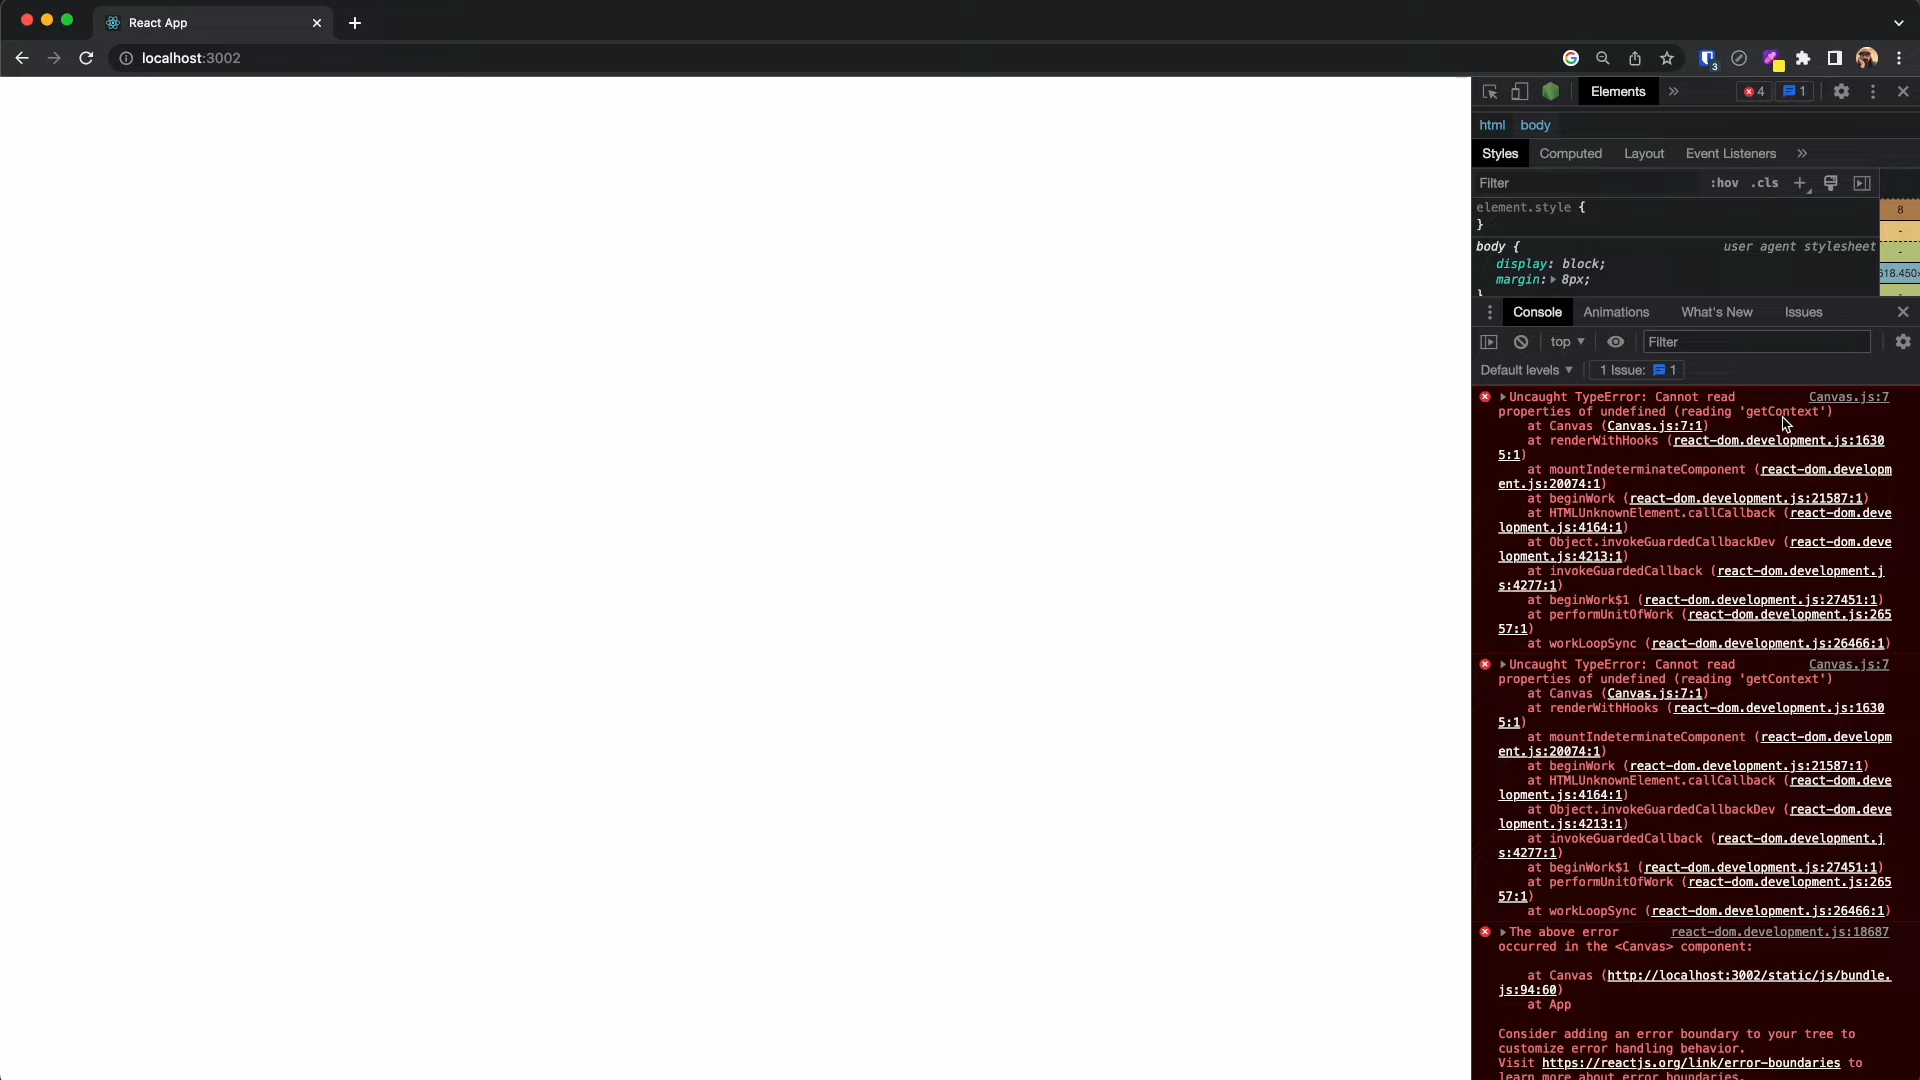 React App
localhost:3002
3
Elements
4
1
html body
Styles Computed Layout Event Listeners
Filter :hov .cls
8
element.style {
}
body { user agent stylesheet
-
display: block;
-
margin: 8px;
618.450×
}
-
Console Animations What's New Issues
top Filter
Default levels 1 Issue: 1
Uncaught TypeError: Cannot read Canvas.js:7
properties of undefined (reading 'getContext')
at Canvas (Canvas.js:7:1)
at renderWithHooks (react-dom.development.js:1630
5:1)
at mountIndeterminateComponent (react-dom.developm
ent.js:20074:1)
at beginWork (react-dom.development.js:21587:1)
at HTMLUnknownElement.callCallback (react-dom.deve
lopment.js:4164:1)
at Object.invokeGuardedCallbackDev (react-dom.deve
lopment.js:4213:1)
at invokeGuardedCallback (react-dom.development.j
s:4277:1)
at beginWork$1 (react-dom.development.js:27451:1)
at performUnitOfWork (react-dom.development.js:265
57:1)
at workLoopSync (react-dom.development.js:26466:1)
Uncaught TypeError: Cannot read Canvas.js:7
properties of undefined (reading 'getContext')
at Canvas (Canvas.js:7:1)
at renderWithHooks (react-dom.development.js:1630
5:1)
at mountIndeterminateComponent (react-dom.developm
ent.js:20074:1)
at beginWork (react-dom.development.js:21587:1)
at HTMLUnknownElement.callCallback (react-dom.deve
lopment.js:4164:1)
at Object.invokeGuardedCallbackDev (react-dom.deve
lopment.js:4213:1)
at invokeGuardedCallback (react-dom.development.j
s:4277:1)
at beginWork$1 (react-dom.development.js:27451:1)
at performUnitOfWork (react-dom.development.js:265
57:1)
at workLoopSync (react-dom.development.js:26466:1)
The above error react-dom.development.js:18687
occurred in the <Canvas> component:
at Canvas (http://localhost:3002/static/js/bundle.
js:94:60)
at App
Consider adding an error boundary to your tree to
customize error handling behavior.
Visit https://reactjs.org/link/error-boundaries to
learn more about error boundaries.